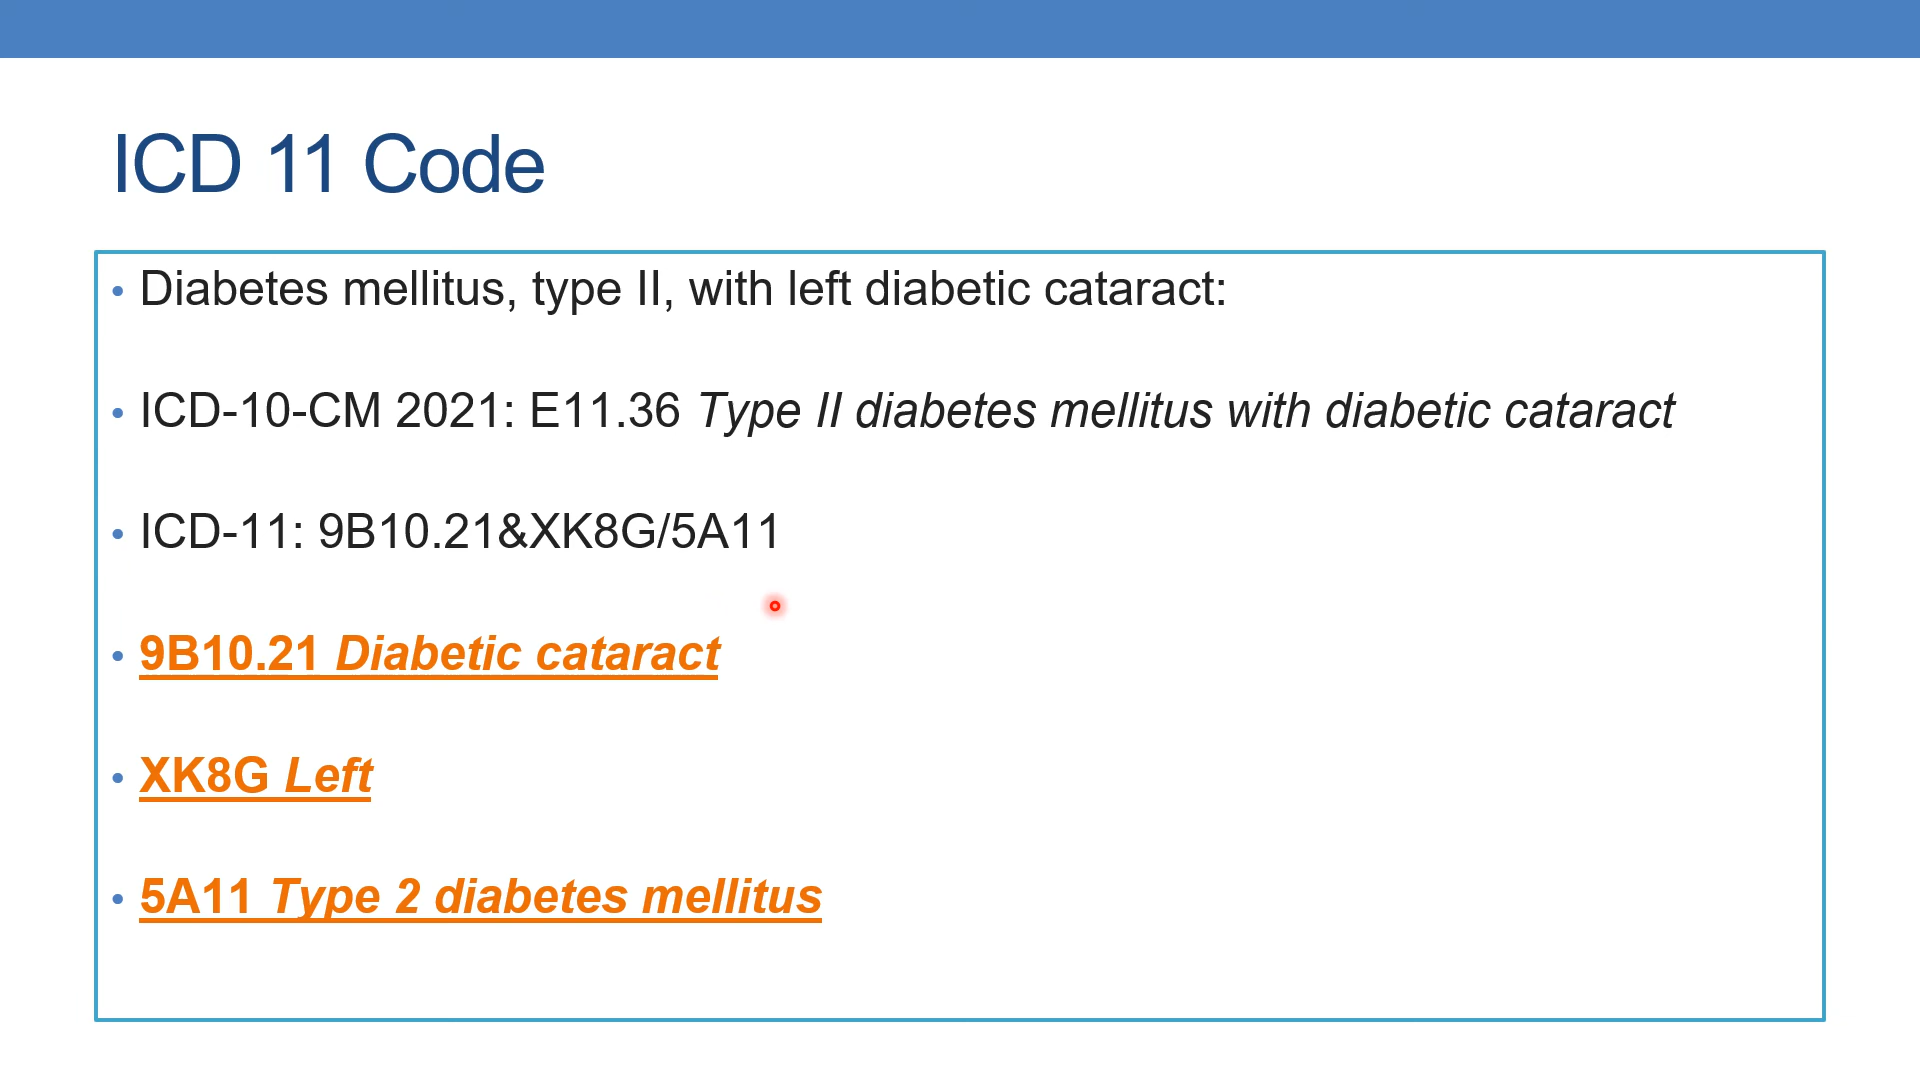 ICD 11 Code
• Diabetes mellitus, type II, with left diabetic cataract:
• ICD-10-CM 2021: E11.36 Type II diabetes mellitus with diabetic cataract
• ICD-11: 9B10.21&XK8G/5A11
• 9B10.21 Diabetic cataract
• XK8G Left
• 5A11 Type 2 diabetes mellitus